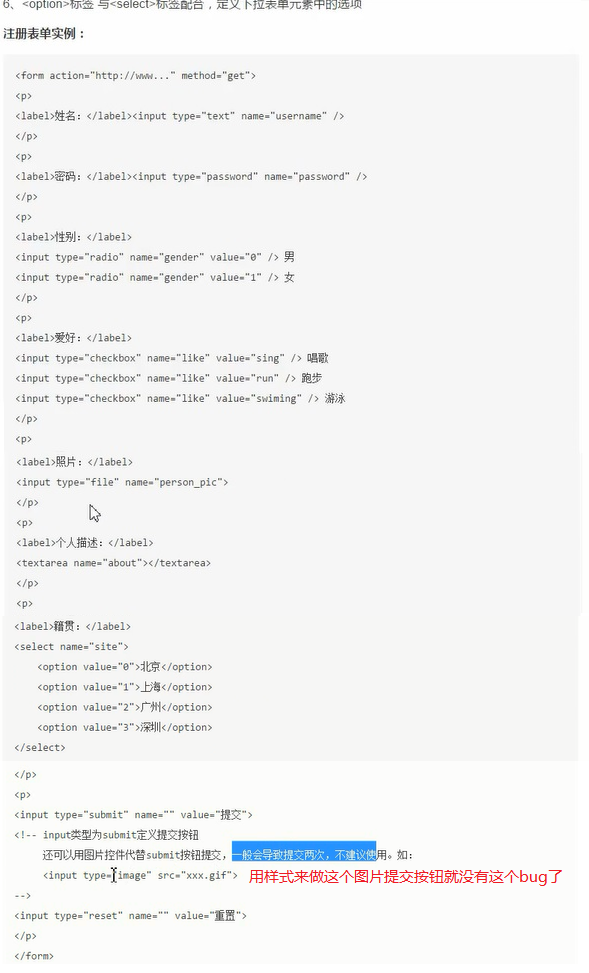 6、<option>标签 与<select>标签配合，定义下拉表单元素中的选项
注册表单实例：
<form action="http://www..." method="get">
<p>
<label>姓名：</label><input type="text" name="username" />
</p>
<p>
<label>密码：</label><input type="password" name="password" />
</p>
<p>
<label>性别：</label>
<input type="radio" name="gender" value="0" /> 男
<input type="radio" name="gender" value="1" /> 女
</p>
<p>
<label>爱好：</label>
<input type="checkbox" name="like" value="sing" /> 唱歌
<input type="checkbox" name="like" value="run" /> 跑步
<input type="checkbox" name="like" value="swiming" /> 游泳
</p>
<p>
<label>照片：</label>
<input type="file" name="person_pic">
</p>
<p>
<label>个人描述：</label>
<textarea name="about"></textarea>
</p>
<p>
<label>籍贯：</label>
<select name="site">
    <option value="0">北京</option>
    <option value="1">上海</option>
    <option value="2">广州</option>
    <option value="3">深圳</option>
</select>
</p>
<p>
<input type="submit" name="" value="提交">
<!-- input类型为submit定义提交按钮
     还可以用图片控件代替submit按钮提交，一般会导致提交两次，不建议使用。如：
     <input type="image" src="xxx.gif"> 用样式来做这个图片提交按钮就没有这个bug了
-->
<input type="reset" name="" value="重置">
</p>
</form>